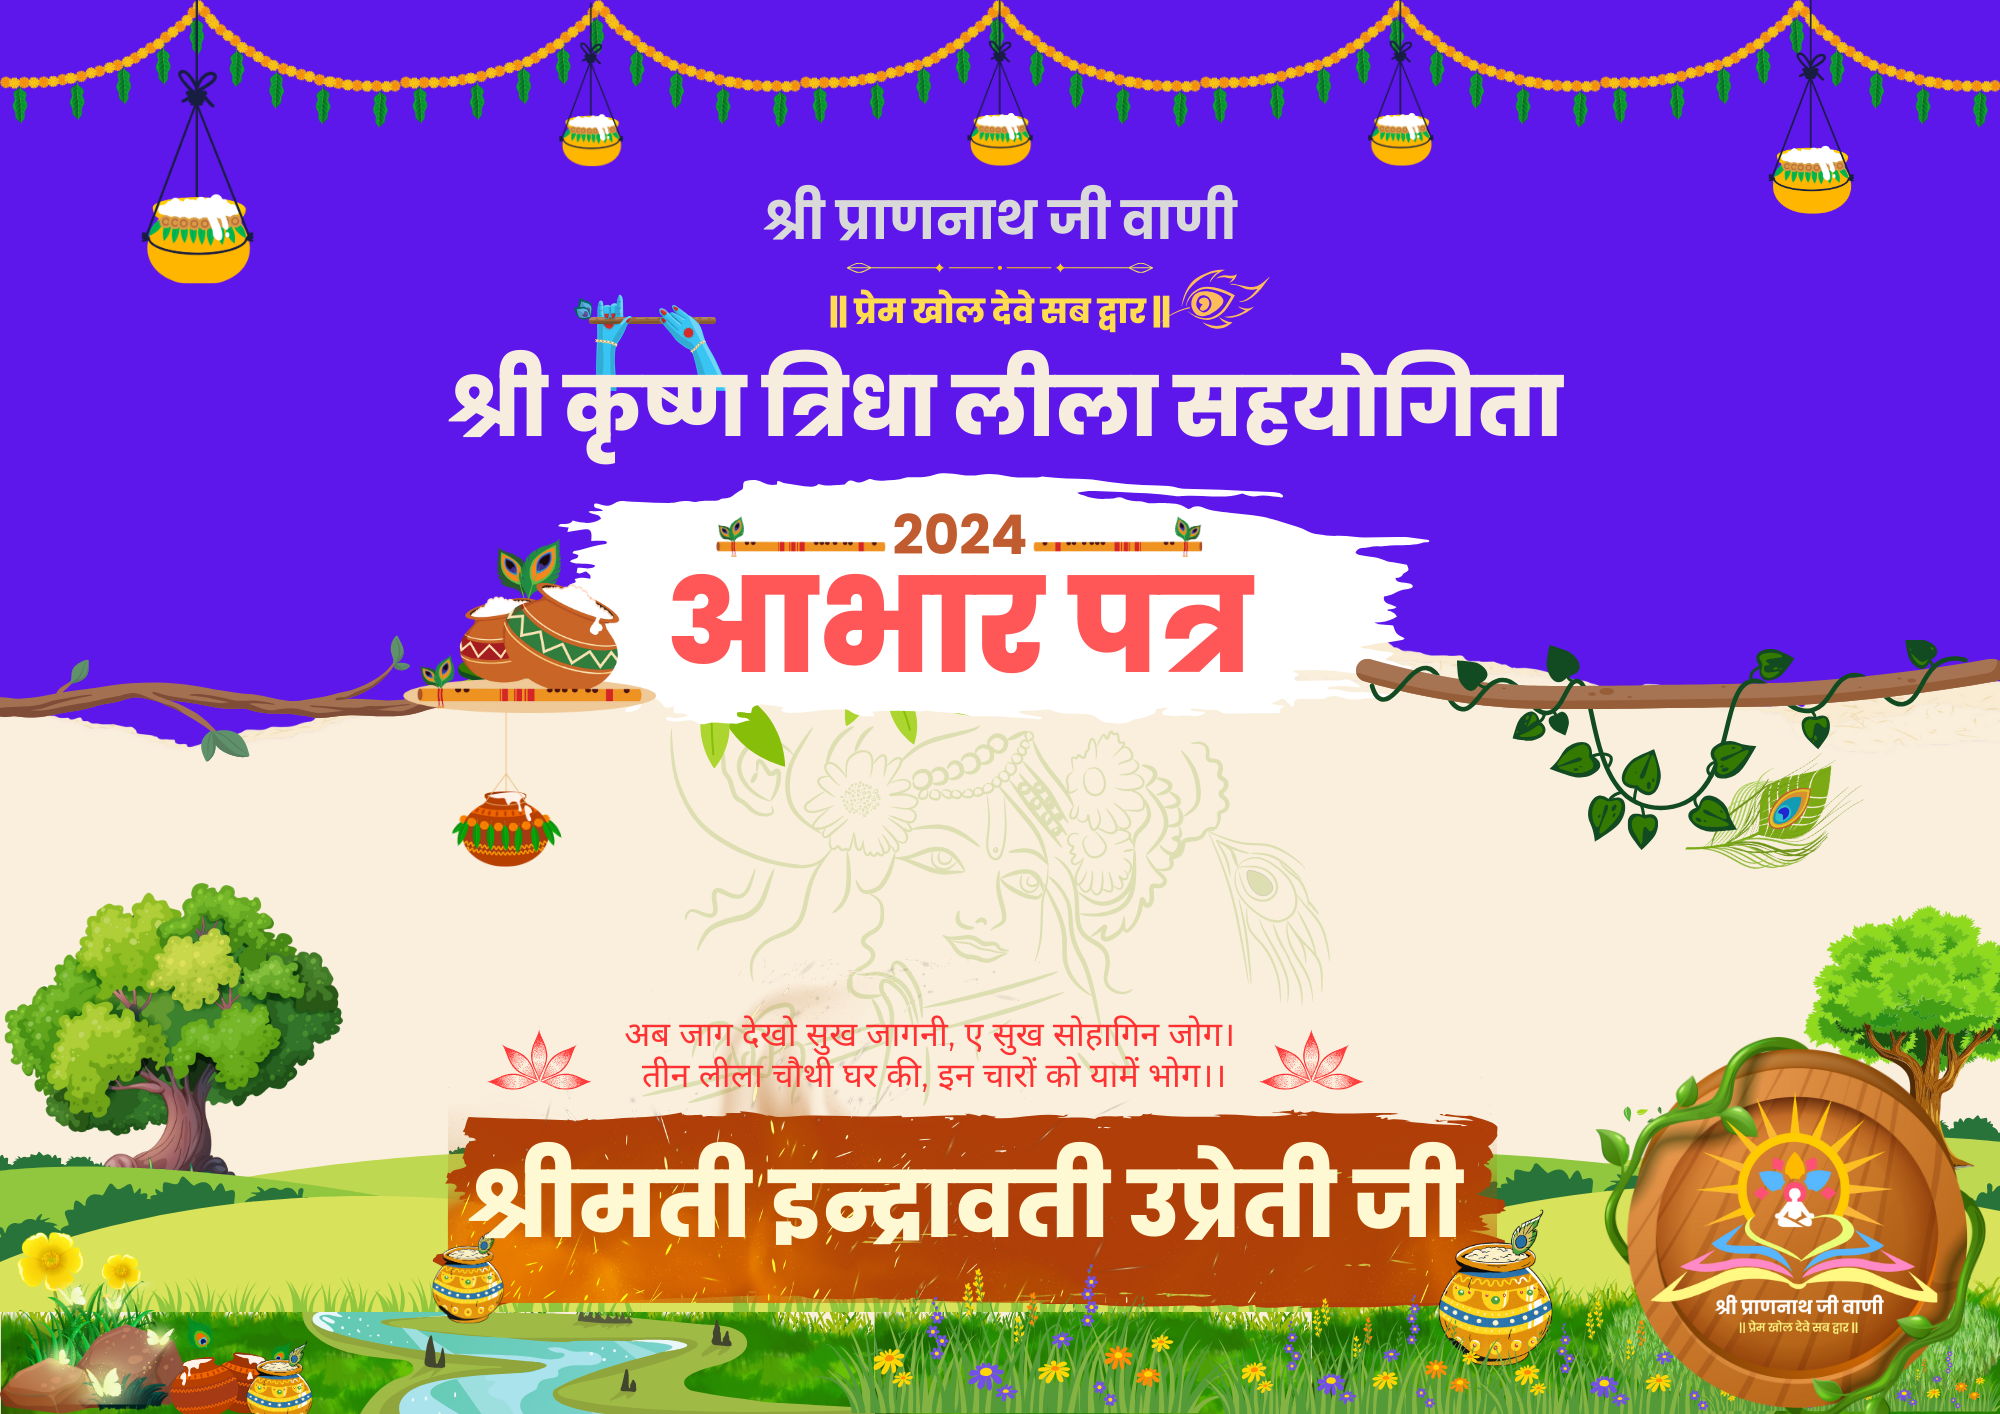 श्री प्राणनाथ जी वाणी
॥ प्रेम खोल देवे सब द्वार ॥
श्री कृष्ण त्रिधा लीला सहयोगिता
2024
आभार पत्र
अब जाग देखो सुख जागनी, ए सुख सोहागिन जोग।
तीन लीला चौथी घर की, इन चारों को यामें भोग।।
श्रीमती इन्द्रावती उप्रेती जी
श्री प्राणनाथ जी वाणी
॥ प्रेम खोल देवे सब द्वार ॥